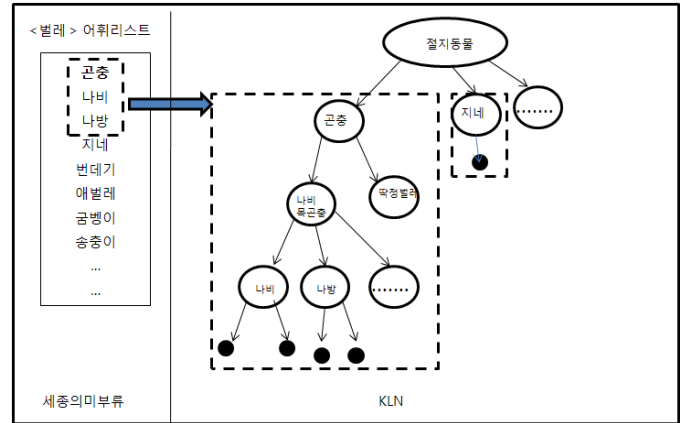 <벌레> 어휘리스트
곤충
나비
나방
지네
번데기
애벌레
굼벵이
송충이
...
...
세종의미부류
절지동물
곤충
지네
.......
나비
목곤충
딱정벌레
나비
나방
.......
KLN